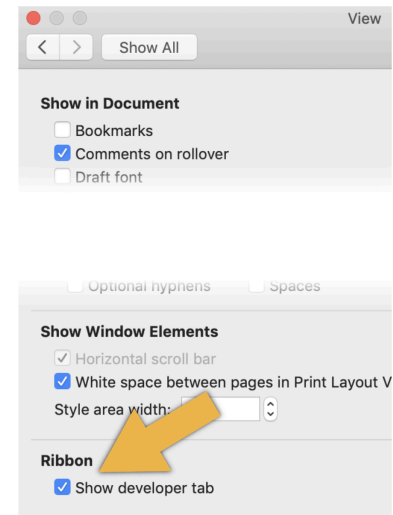 View
Show All
Show in Document
Bookmarks
Comments on rollover
Draft font
Optional hyphens Spaces
Show Window Elements
Horizontal scroll bar
White space between pages in Print Layout V
Style area width:
Ribbon
Show developer tab